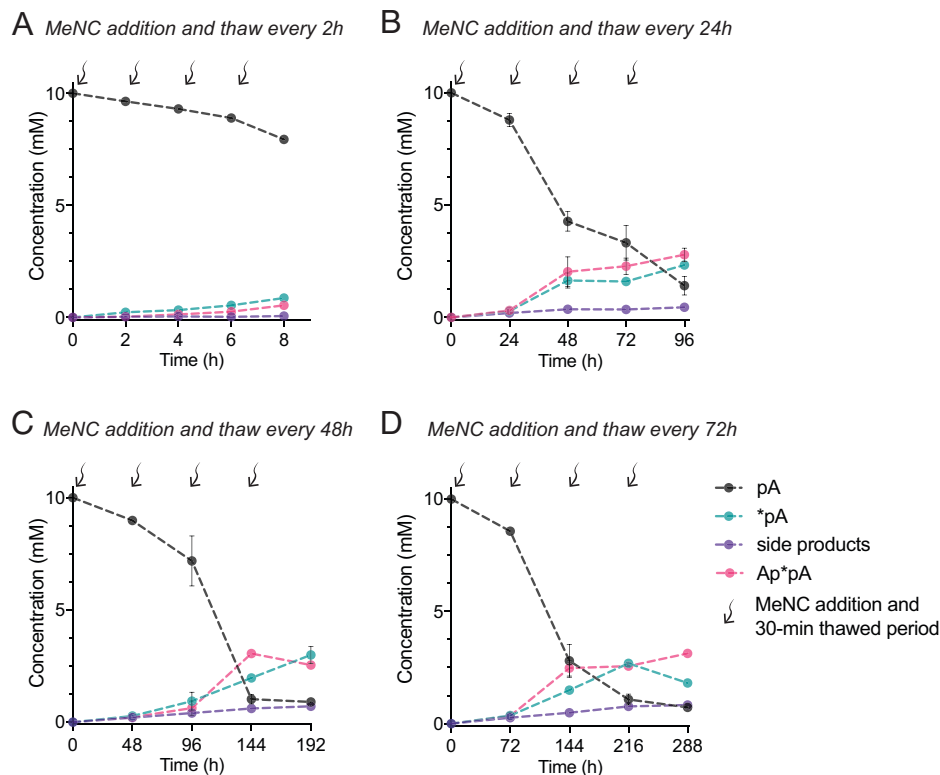 A MeNC addition and thaw every 2h
10
5
0
Concentration (mM)
0 2 4 6 8
Time (h)
B MeNC addition and thaw every 24h
10
5
0
Concentration (mM)
0 24 48 72 96
Time (h)
C MeNC addition and thaw every 48h
10
5
0
Concentration (mM)
0 48 96 144 192
Time (h)
D MeNC addition and thaw every 72h
10
5
0
Concentration (mM)
0 72 144 216 288
Time (h)
pA
*pA
side products
Ap*pA
MeNC addition and
30-min thawed period